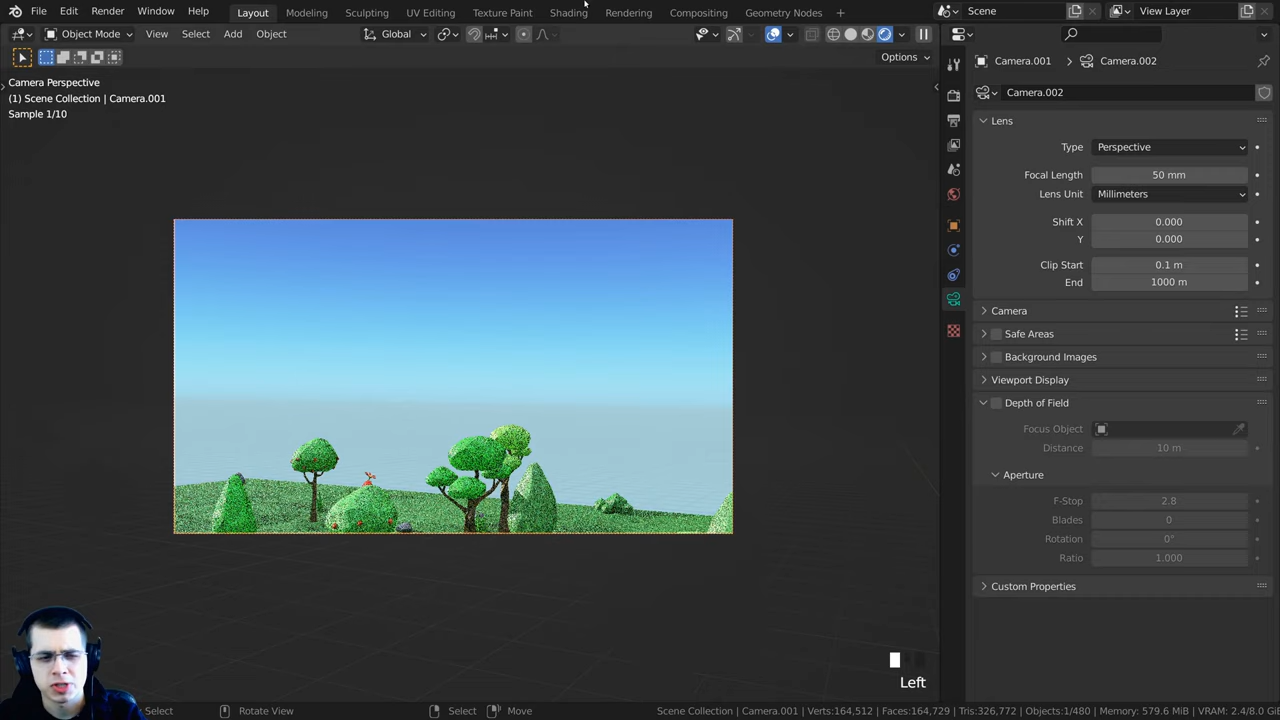 File Edit Render Window Help Layout Modeling Sculpting UV Editing Texture Paint Shading Rendering Compositing Geometry Nodes + Scene View Layer
Object Mode View Select Add Object Global
Options
Camera Perspective
(1) Scene Collection | Camera.001
Sample 1/10
Camera.001 Camera.002
Camera.002
Lens
Type Perspective
Focal Length 50 mm
Lens Unit Millimeters
Shift X 0.000
Y 0.000
Clip Start 0.1 m
End 1000 m
Camera
Safe Areas
Background Images
Viewport Display
Depth of Field
Focus Object
Distance 10 m
Aperture
F-Stop 2.8
Blades 0
Rotation 0°
Ratio 1.000
Custom Properties
Left
Select Rotate View Select Move Scene Collection | Camera.001 | Verts:164,512 | Faces:164,729 | Tris:326,772 | Objects:1/480 | Memory: 579.6 MiB | VRAM: 2.4/8.0 Gi